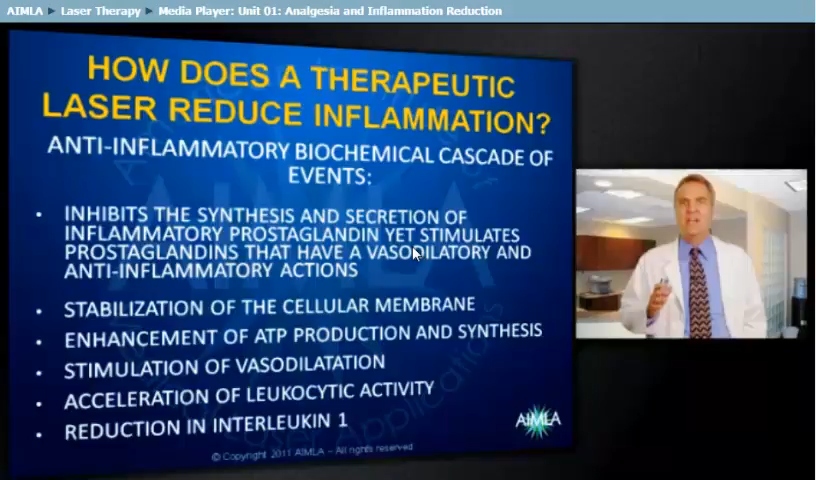 AIMLA ► Laser Therapy ► Media Player: Unit 01: Analgesia and Inflammation Reduction
HOW DOES A THERAPEUTIC
LASER REDUCE INFLAMMATION?
ANTI-INFLAMMATORY BIOCHEMICAL CASCADE OF
EVENTS:
• INHIBITS THE SYNTHESIS AND SECRETION OF
INFLAMMATORY PROSTAGLANDIN YET STIMULATES
PROSTAGLANDINS THAT HAVE A VASODILATORY AND
ANTI-INFLAMMATORY ACTIONS
• STABILIZATION OF THE CELLULAR MEMBRANE
• ENHANCEMENT OF ATP PRODUCTION AND SYNTHESIS
• STIMULATION OF VASODILATATION
• ACCELERATION OF LEUKOCYTIC ACTIVITY
• REDUCTION IN INTERLEUKIN 1
AIMLA
© Copyright 2011 AIMLA – All rights reserved